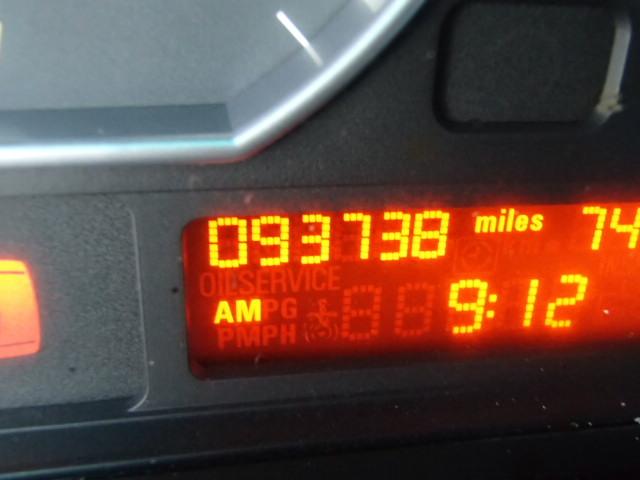 093738 miles 74
OILSERVICE
AMPG 9:12
PMPH